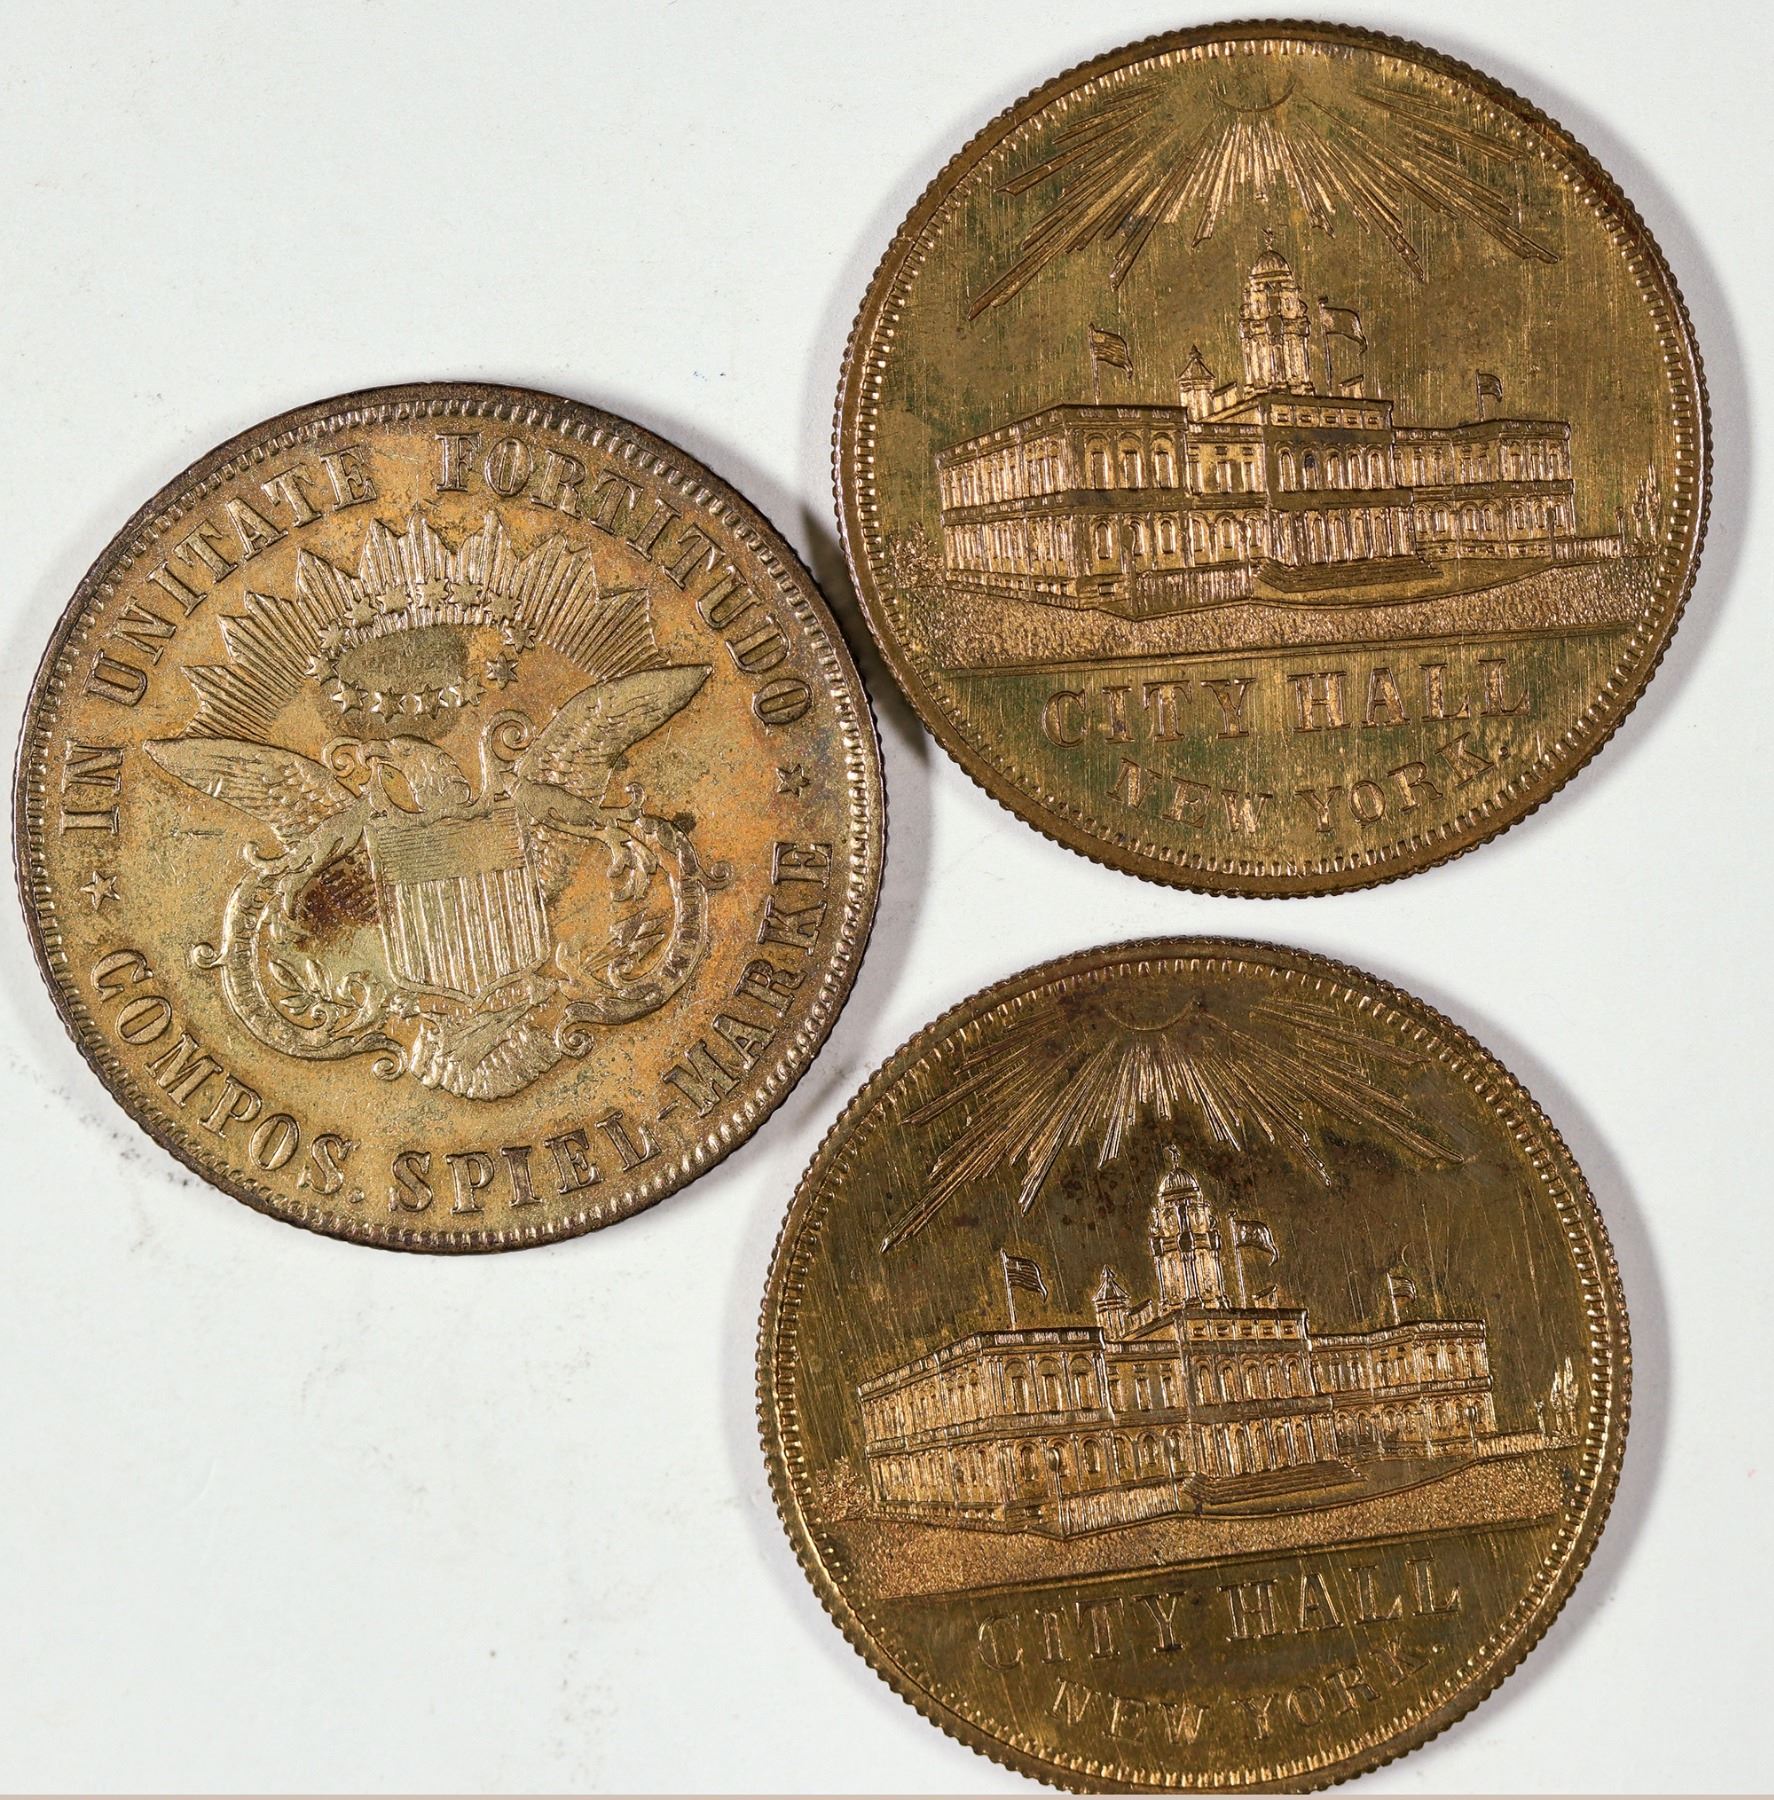 IN UNITATE FORTITUDO
COMPOS. SPIEL-MARKE
CITY HALL
NEW YORK.
CITY HALL
NEW YORK.